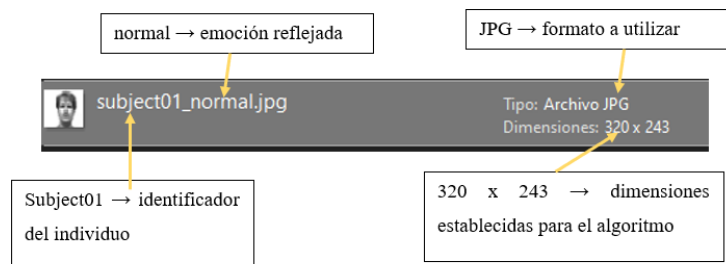 normal → emoción reflejada
JPG → formato a utilizar
subject01_normal.jpg
Tipo: Archivo JPG
Dimensiones: 320 x 243
Subject01 → identificador
del individuo
320 x 243 → dimensiones
establecidas para el algoritmo